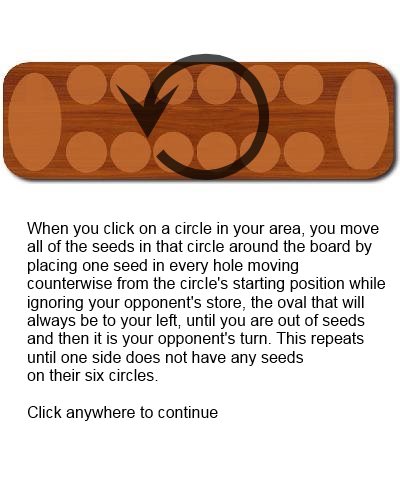 When you click on a circle in your area, you move
all of the seeds in that circle around the board by
placing one seed in every hole moving
counterwise from the circle's starting position while
ignoring your opponent's store, the oval that will
always be to your left, until you are out of seeds
and then it is your opponent's turn. This repeats
until one side does not have any seeds
on their six circles.
Click anywhere to continue